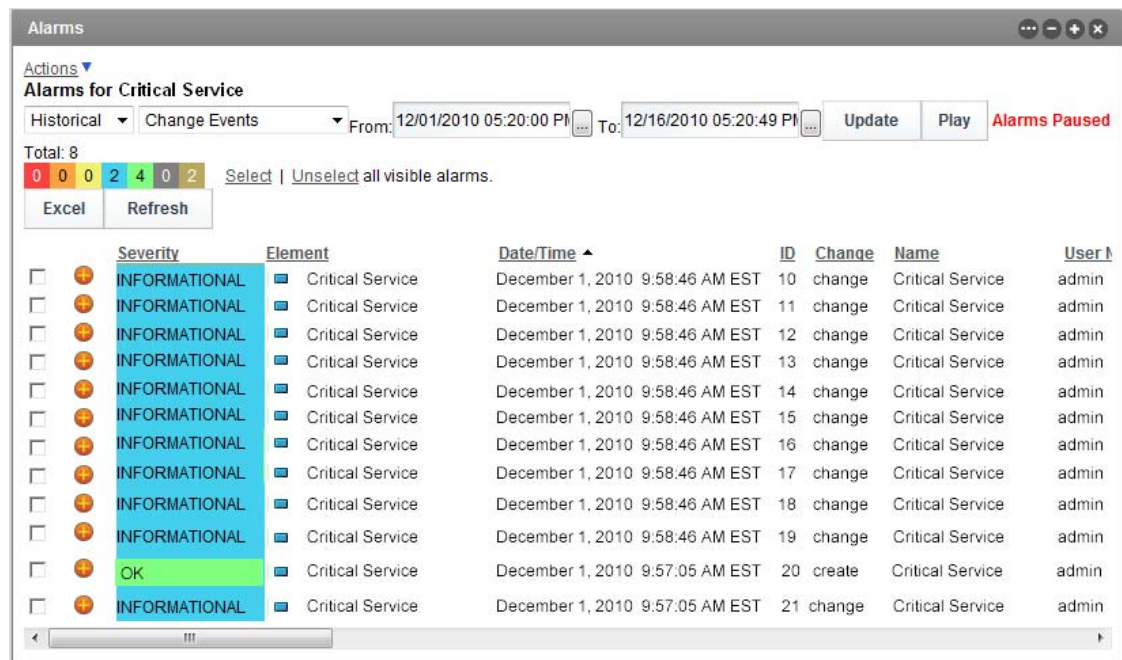 Alarms
Actions
Alarms for Critical Service
Historical Change Events From: 12/01/2010 05:20:00 PM ... To: 12/16/2010 05:20:49 PM ... Update Play Alarms Paused
Total: 8
0 0 0 2 4 0 2 Select | Unselect all visible alarms.
Excel Refresh
Severity Element Date/Time ID Change Name User N
INFORMATIONAL Critical Service December 1, 2010 9:58:46 AM EST 10 change Critical Service admin
INFORMATIONAL Critical Service December 1, 2010 9:58:46 AM EST 11 change Critical Service admin
INFORMATIONAL Critical Service December 1, 2010 9:58:46 AM EST 12 change Critical Service admin
INFORMATIONAL Critical Service December 1, 2010 9:58:46 AM EST 13 change Critical Service admin
INFORMATIONAL Critical Service December 1, 2010 9:58:46 AM EST 14 change Critical Service admin
INFORMATIONAL Critical Service December 1, 2010 9:58:46 AM EST 15 change Critical Service admin
INFORMATIONAL Critical Service December 1, 2010 9:58:46 AM EST 16 change Critical Service admin
INFORMATIONAL Critical Service December 1, 2010 9:58:46 AM EST 17 change Critical Service admin
INFORMATIONAL Critical Service December 1, 2010 9:58:46 AM EST 18 change Critical Service admin
INFORMATIONAL Critical Service December 1, 2010 9:58:46 AM EST 19 change Critical Service admin
OK Critical Service December 1, 2010 9:57:05 AM EST 20 create Critical Service admin
INFORMATIONAL Critical Service December 1, 2010 9:57:05 AM EST 21 change Critical Service admin